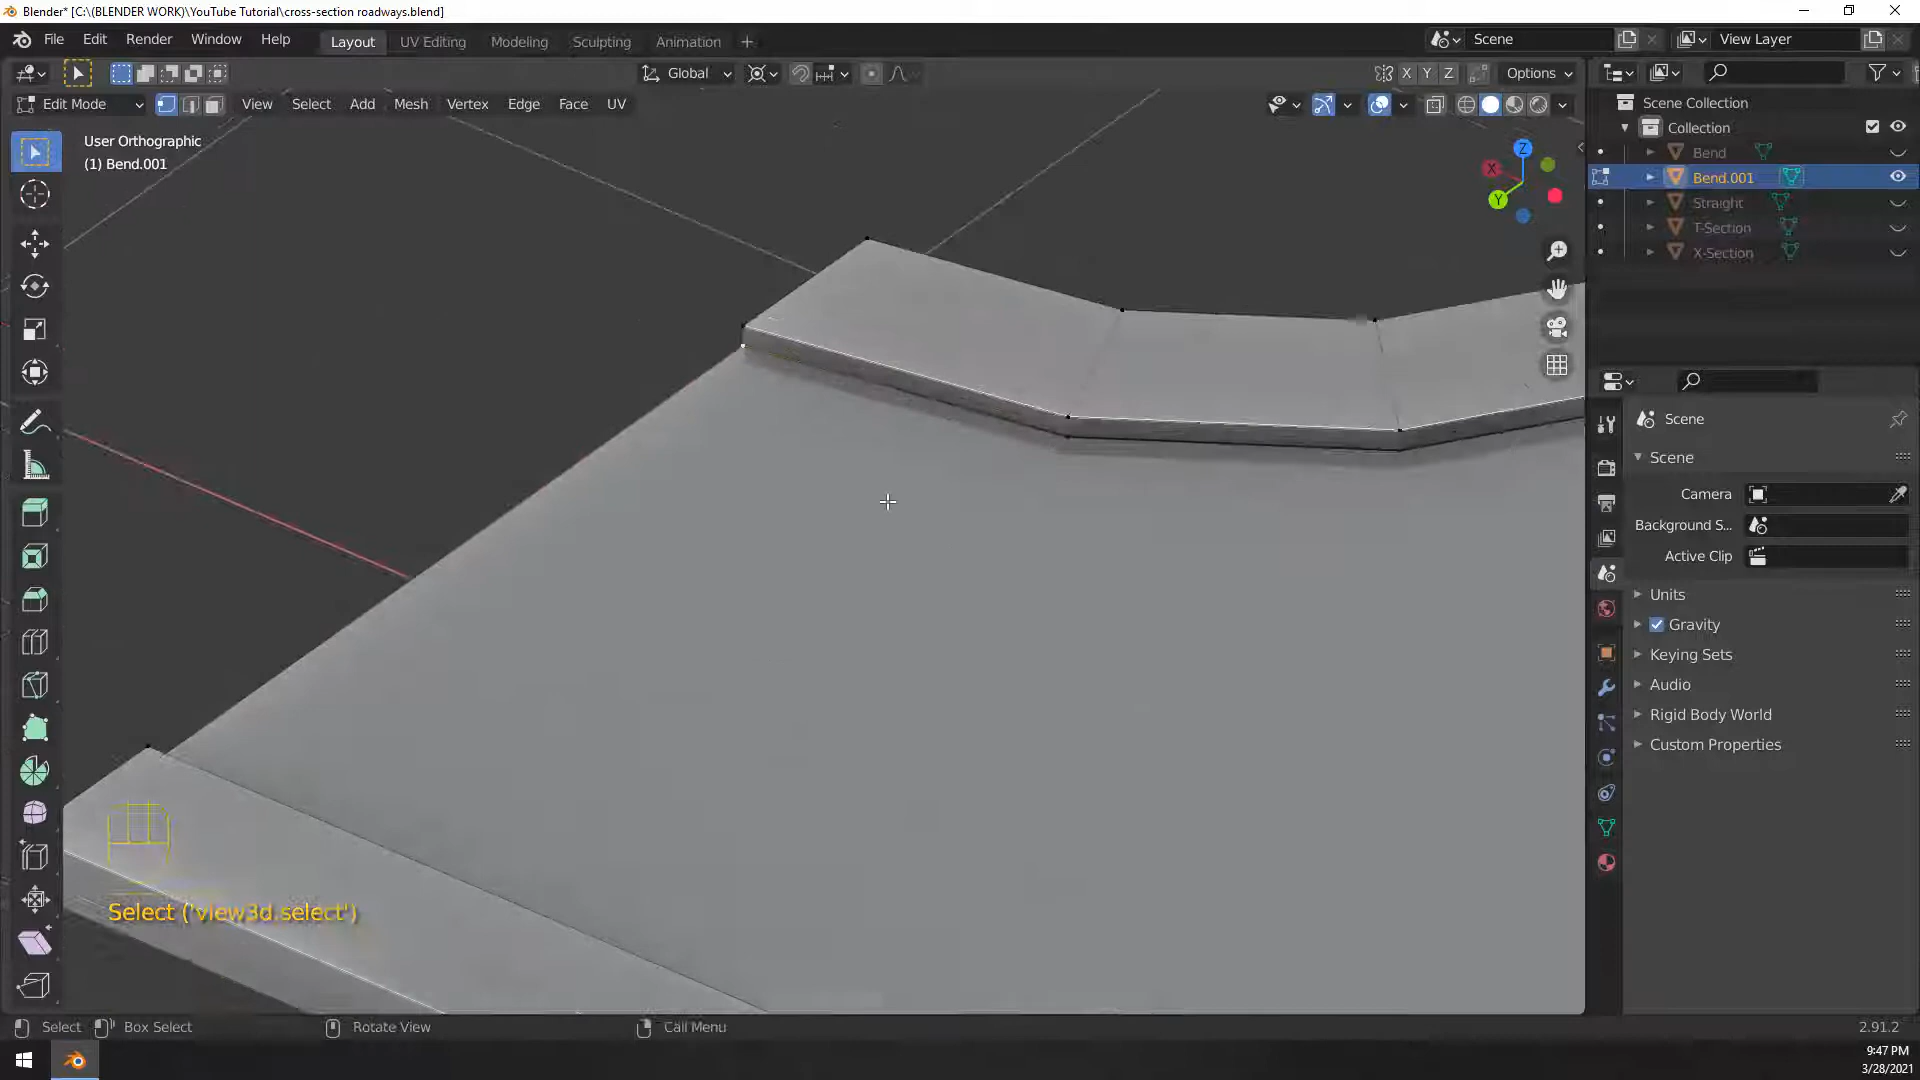 Blender* [C:\(BLENDER WORK)\YouTube Tutorial\cross-section roadways.blend]
File Edit Render Window Help Layout UV Editing Modeling Sculpting Animation + Scene View Layer
Global X Y Z Options
Edit Mode View Select Add Mesh Vertex Edge Face UV
User Orthographic
(1) Bend.001
Z
X
Y
Scene Collection
Collection
Bend
Bend.001
Straight
T-Section
X-Section
Scene
Scene
Camera
Background S...
Active Clip
Units
Gravity
Keying Sets
Audio
Rigid Body World
Custom Properties
Select ('view3d.select')
Select Box Select Rotate View Call Menu 2.91.2
9:47 PM
3/28/2021